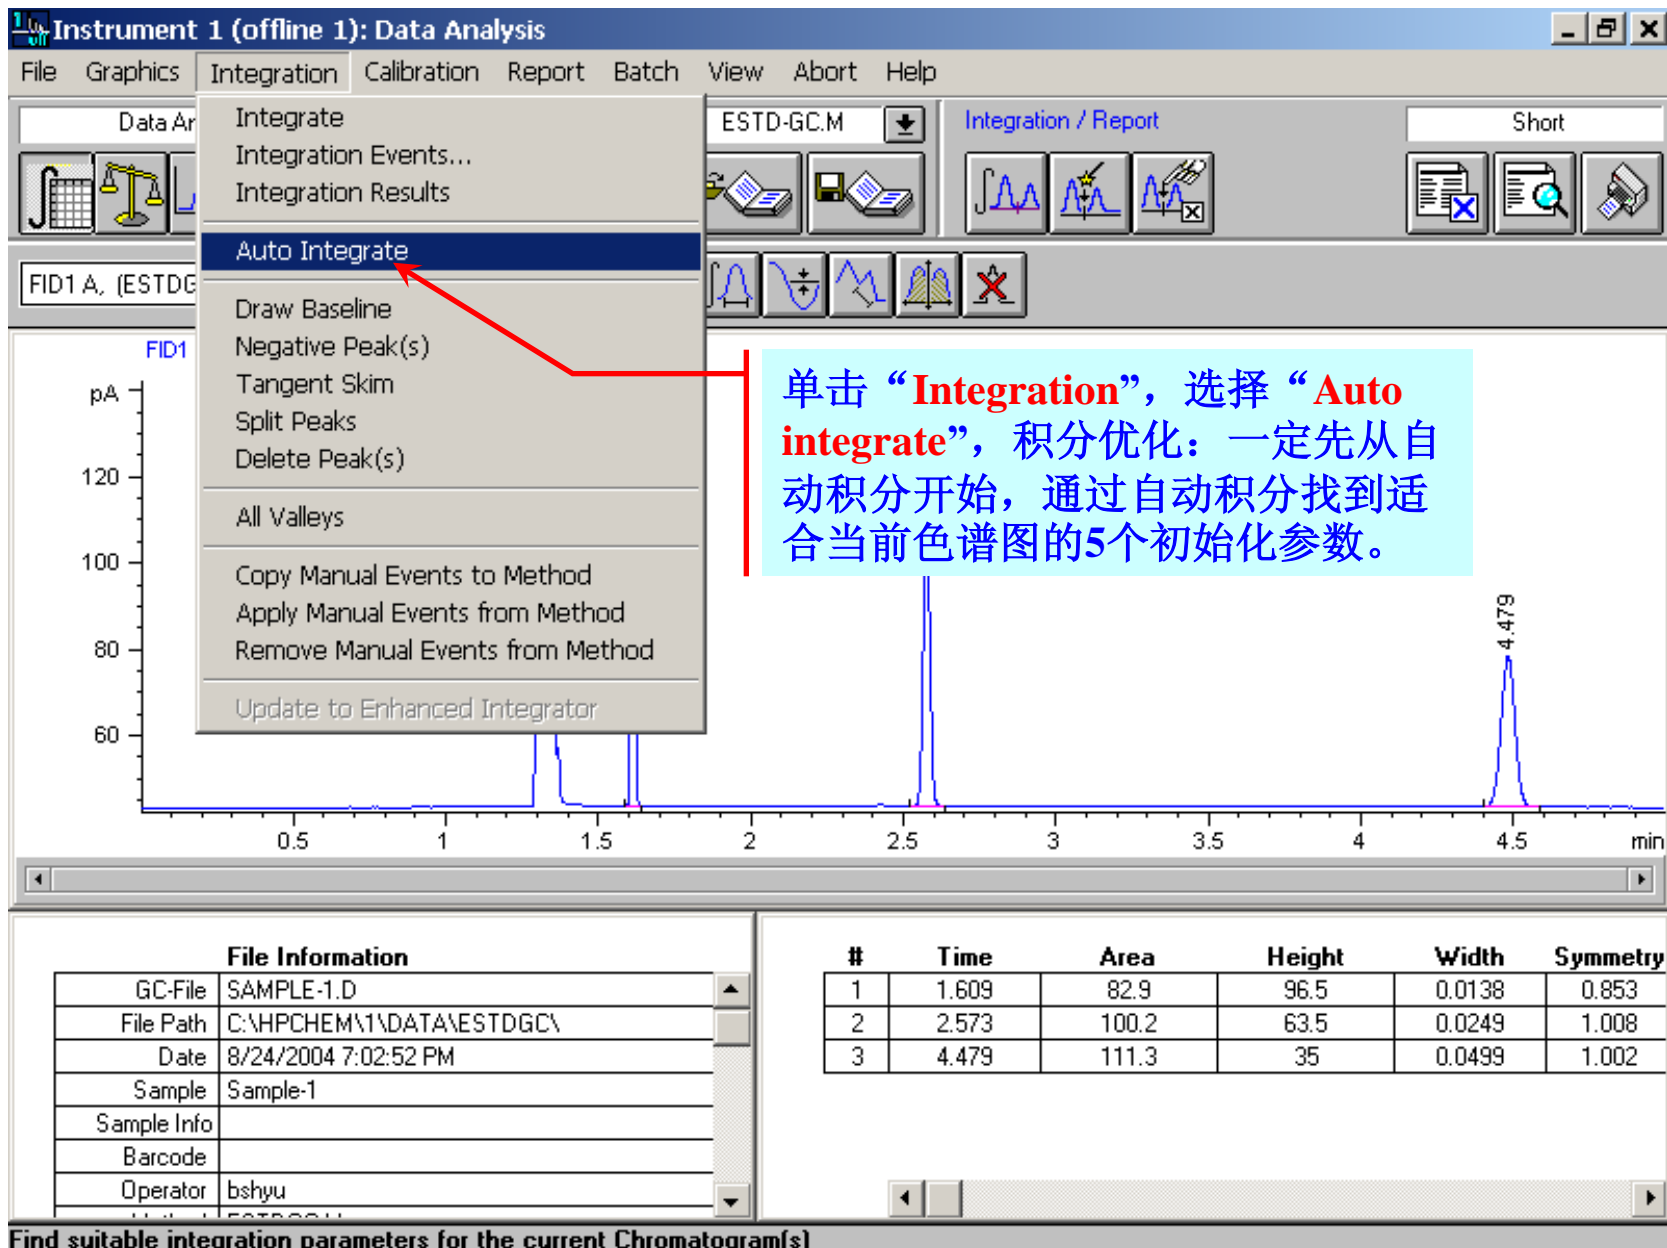 Instrument 1 (offline 1): Data Analysis
File Graphics Integration Calibration Report Batch View Abort Help
Data Ar
ESTD-GC.M
Integration / Report
Short
Integrate
Integration Events...
Integration Results
Auto Integrate
Draw Baseline
Negative Peak(s)
Tangent Skim
Split Peaks
Delete Peak(s)
All Valleys
Copy Manual Events to Method
Apply Manual Events from Method
Remove Manual Events from Method
Update to Enhanced Integrator
FID1 A, (ESTDG
FID1
pA
120
100
80
60
单击“Integration”，选择“Auto
integrate”，积分优化：一定先从自
动积分开始，通过自动积分找到适
合当前色谱图的5个初始化参数。
4.479
0.5 1 1.5 2 2.5 3 3.5 4 4.5 min
File Information
GC-File SAMPLE-1.D
File Path C:\HPCHEM\1\DATA\ESTDGC\
Date 8/24/2004 7:02:52 PM
Sample Sample-1
Sample Info
Barcode
Operator bshyu
# Time Area Height Width Symmetry
1 1.609 82.9 96.5 0.0138 0.853
2 2.573 100.2 63.5 0.0249 1.008
3 4.479 111.3 35 0.0499 1.002
Find suitable integration parameters for the current Chromatogram(s)